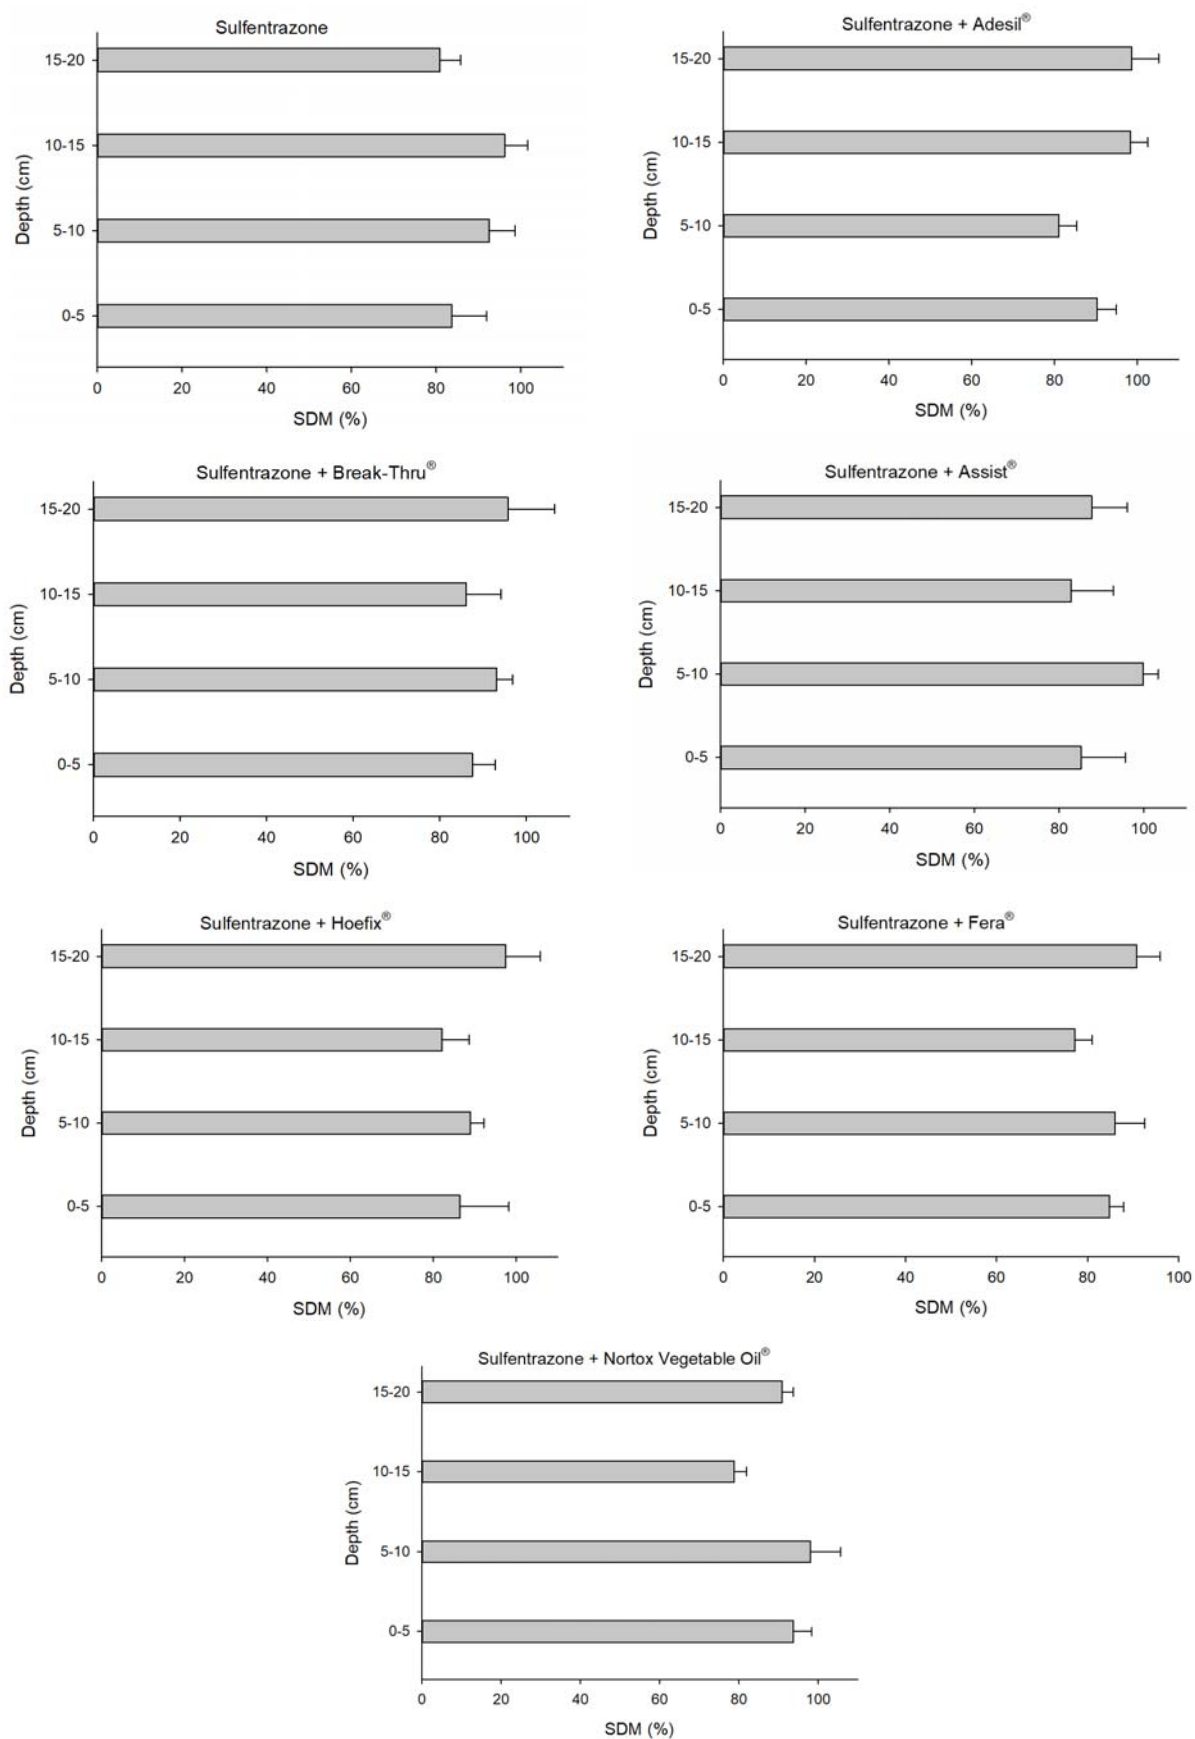 Sulfentrazone
15-20
10-15
5-10
0-5
Depth (cm)
0 20 40 60 80 100
SDM (%)
Sulfentrazone + Adesil®
15-20
10-15
5-10
0-5
Depth (cm)
0 20 40 60 80 100
SDM (%)
Sulfentrazone + Break-Thru®
15-20
10-15
5-10
0-5
Depth (cm)
0 20 40 60 80 100
SDM (%)
Sulfentrazone + Assist®
15-20
10-15
5-10
0-5
Depth (cm)
0 20 40 60 80 100
SDM (%)
Sulfentrazone + Hoefix®
15-20
10-15
5-10
0-5
Depth (cm)
0 20 40 60 80 100
SDM (%)
Sulfentrazone + Fera®
15-20
10-15
5-10
0-5
Depth (cm)
0 20 40 60 80 100
SDM (%)
Sulfentrazone + Nortox Vegetable Oil®
15-20
10-15
5-10
0-5
Depth (cm)
0 20 40 60 80 100
SDM (%)